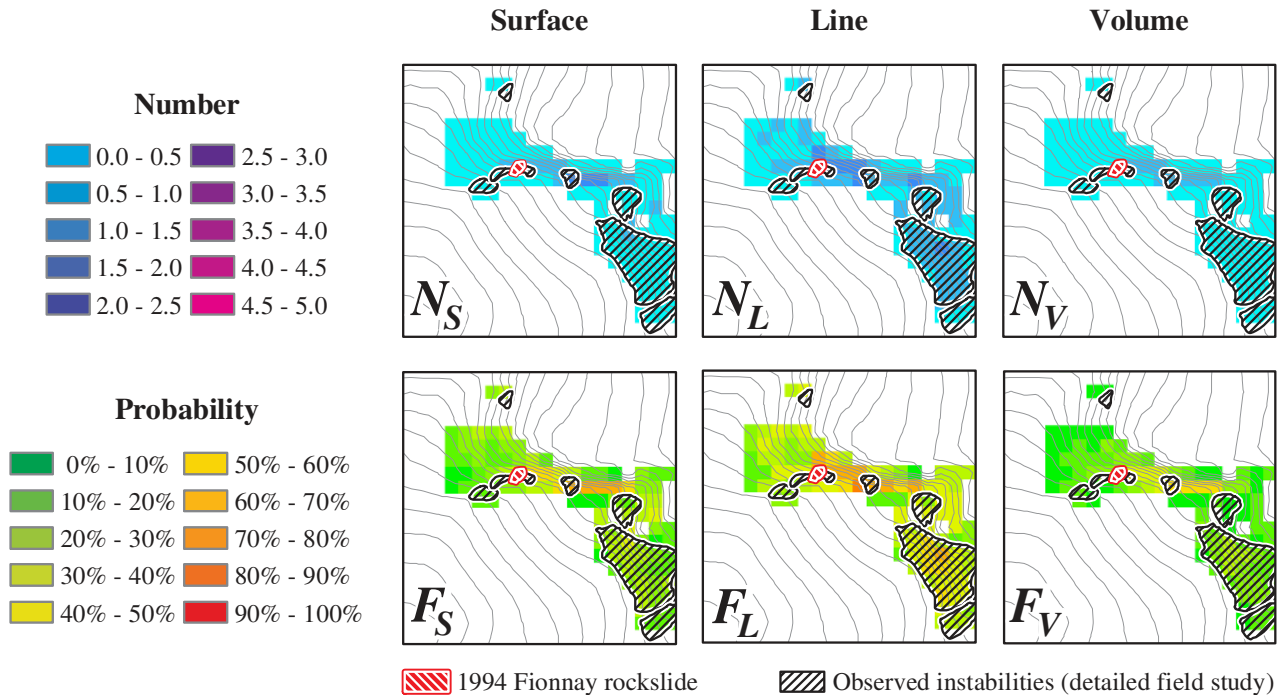 Surface Line Volume
Number
0.0 - 0.5 2.5 - 3.0
0.5 - 1.0 3.0 - 3.5
1.0 - 1.5 3.5 - 4.0
1.5 - 2.0 4.0 - 4.5
2.0 - 2.5 4.5 - 5.0
N_S N_L N_V
Probability
0% - 10% 50% - 60%
10% - 20% 60% - 70%
20% - 30% 70% - 80%
30% - 40% 80% - 90%
40% - 50% 90% - 100%
F_S F_L F_V
1994 Fionnay rockslide Observed instabilities (detailed field study)